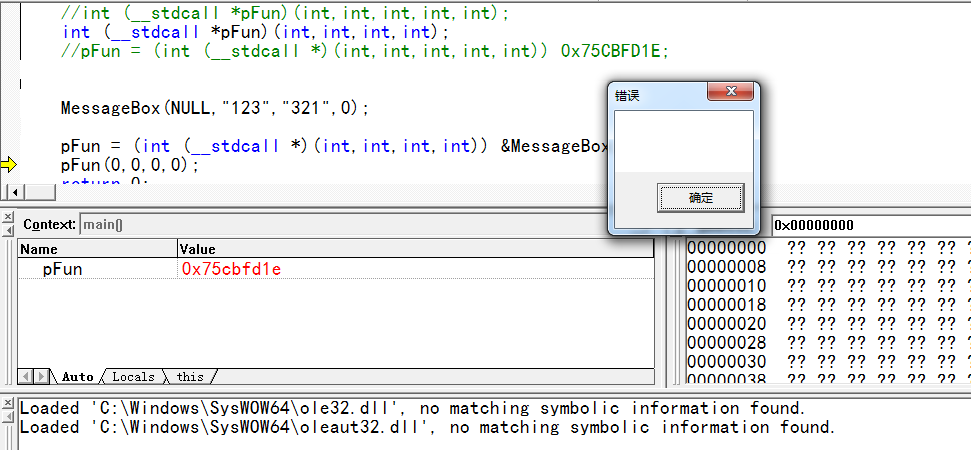 //int (__stdcall *pFun)(int,int,int,int,int);
int (__stdcall *pFun)(int,int,int,int);
//pFun = (int (__stdcall *)(int,int,int,int,int)) 0x75CBFD1E;
MessageBox(NULL,"123","321",0);
pFun = (int (__stdcall *)(int,int,int,int)) &MessageBox
pFun(0,0,0,0);
return 0;
错误
确定
Context: main()
Name Value
pFun 0x75cbfd1e
Auto Locals this
0x00000000
00000000 ?? ?? ?? ?? ?? ?? ?
00000008 ?? ?? ?? ?? ?? ?? ?
00000010 ?? ?? ?? ?? ?? ?? ?
00000018 ?? ?? ?? ?? ?? ?? ?
00000020 ?? ?? ?? ?? ?? ?? ?
00000028 ?? ?? ?? ?? ?? ?? ?
00000030 ?? ?? ?? ?? ?? ?? ?
00000038 ?? ?? ?? ?? ?? ?? ?
Loaded 'C:\Windows\SysWOW64\ole32.dll', no matching symbolic information found.
Loaded 'C:\Windows\SysWOW64\oleaut32.dll', no matching symbolic information found.